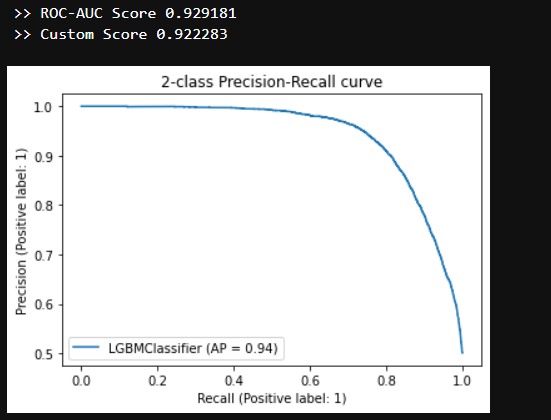 >> ROC-AUC Score 0.929181
>> Custom Score 0.922283
2-class Precision-Recall curve
Precision (Positive label: 1)
1.0
0.9
0.8
0.7
0.6
0.5
LGBMClassifier (AP = 0.94)
0.0 0.2 0.4 0.6 0.8 1.0
Recall (Positive label: 1)